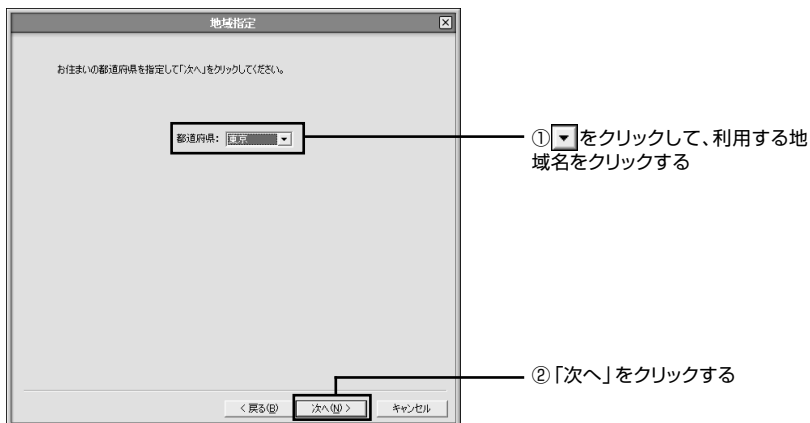 地域指定
お住まいの都道府県を指定して「次へ」をクリックしてください。
都道府県: 東京
①をクリックして、利用する地
域名をクリックする
②「次へ」をクリックする
< 戻る(B)
次へ(N) >
キャンセル